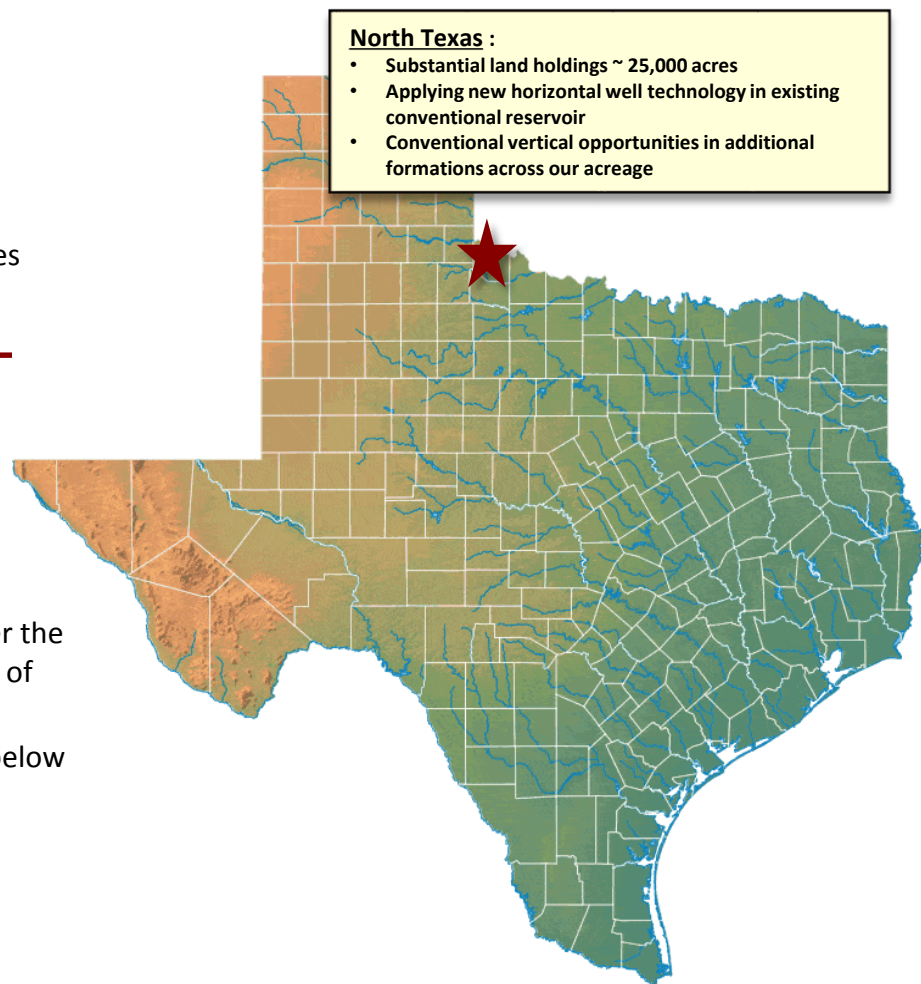 North Texas :
• Substantial land holdings ~ 25,000 acres
• Applying new horizontal well technology in existing
conventional reservoir
• Conventional vertical opportunities in additional
formations across our acreage
es
r the
of
below